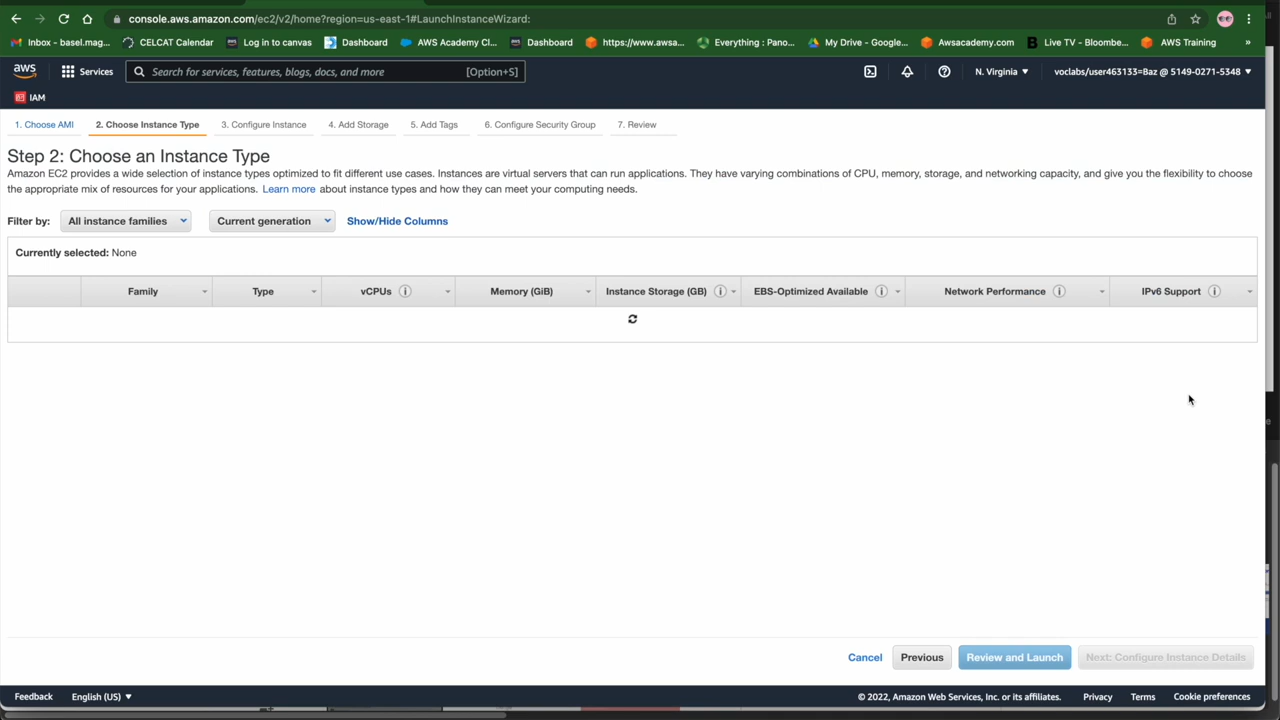 console.aws.amazon.com/ec2/v2/home?region=us-east-1#LaunchInstanceWizard:
Inbox - basel.mag... CELCAT Calendar Log in to canvas Dashboard AWS Academy Cl... Dashboard https://www.awsa... Everything : Pano... My Drive - Google... Awsacademy.com Live TV - Bloombe... AWS Training »
aws Services Search for services, features, blogs, docs, and more [Option+S] N. Virginia ▼ voclabs/user463133=Baz @ 5149-0271-5348 ▼
IAM
1. Choose AMI 2. Choose Instance Type 3. Configure Instance 4. Add Storage 5. Add Tags 6. Configure Security Group 7. Review
Step 2: Choose an Instance Type
Amazon EC2 provides a wide selection of instance types optimized to fit different use cases. Instances are virtual servers that can run applications. They have varying combinations of CPU, memory, storage, and networking capacity, and give you the flexibility to choose
the appropriate mix of resources for your applications. Learn more about instance types and how they can meet your computing needs.
Filter by: All instance families Current generation Show/Hide Columns
Currently selected: None
Family Type vCPUs i Memory (GiB) Instance Storage (GB) i EBS-Optimized Available i Network Performance i IPv6 Support i
Cancel Previous Review and Launch Next: Configure Instance Details
Feedback English (US) ▼ © 2022, Amazon Web Services, Inc. or its affiliates. Privacy Terms Cookie preferences